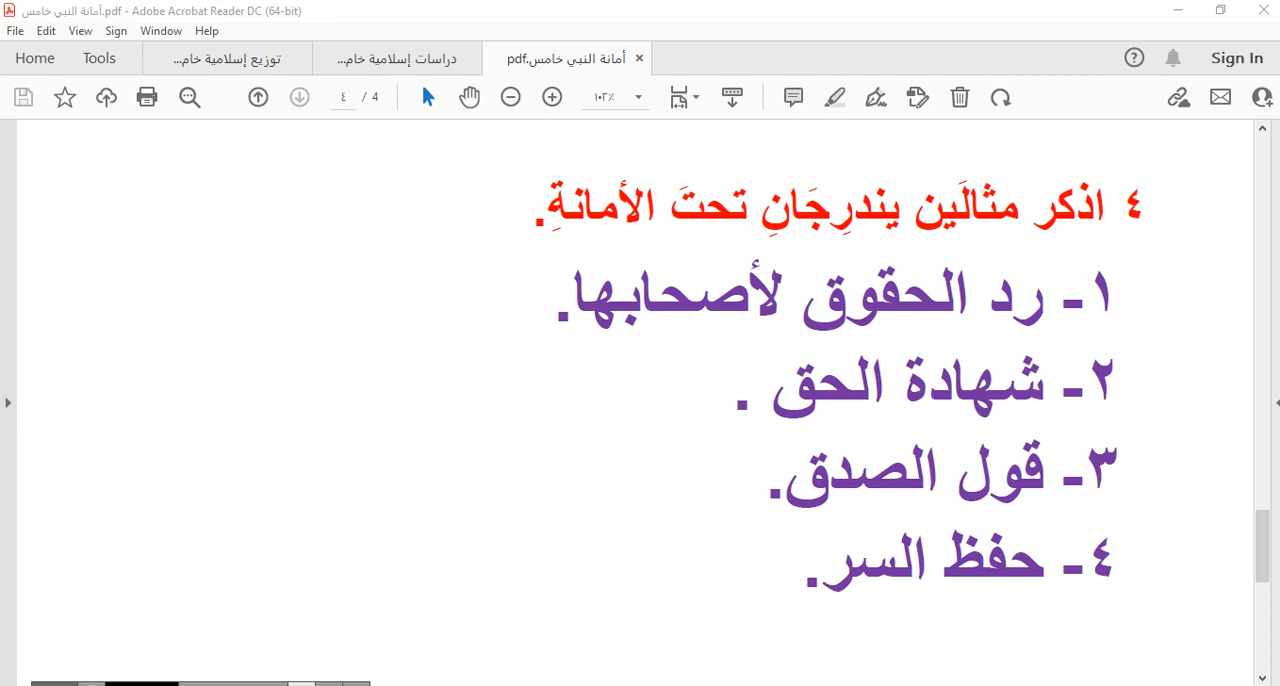 أمانة النبي خامس.pdf - Adobe Acrobat Reader DC (64-bit)
File Edit View Sign Window Help
Home Tools توزيع إسلامية خام... دراسات إسلامية خام... أمانة النبي خامس.pdf × Sign In
٤ / 4 ١٠٢٪
٤ اذكر مثالَين يندرِجَانِ تحتَ الأمانةِ.
١- رد الحقوق لأصحابها.
٢- شهادة الحق .
٣- قول الصدق.
٤- حفظ السر.